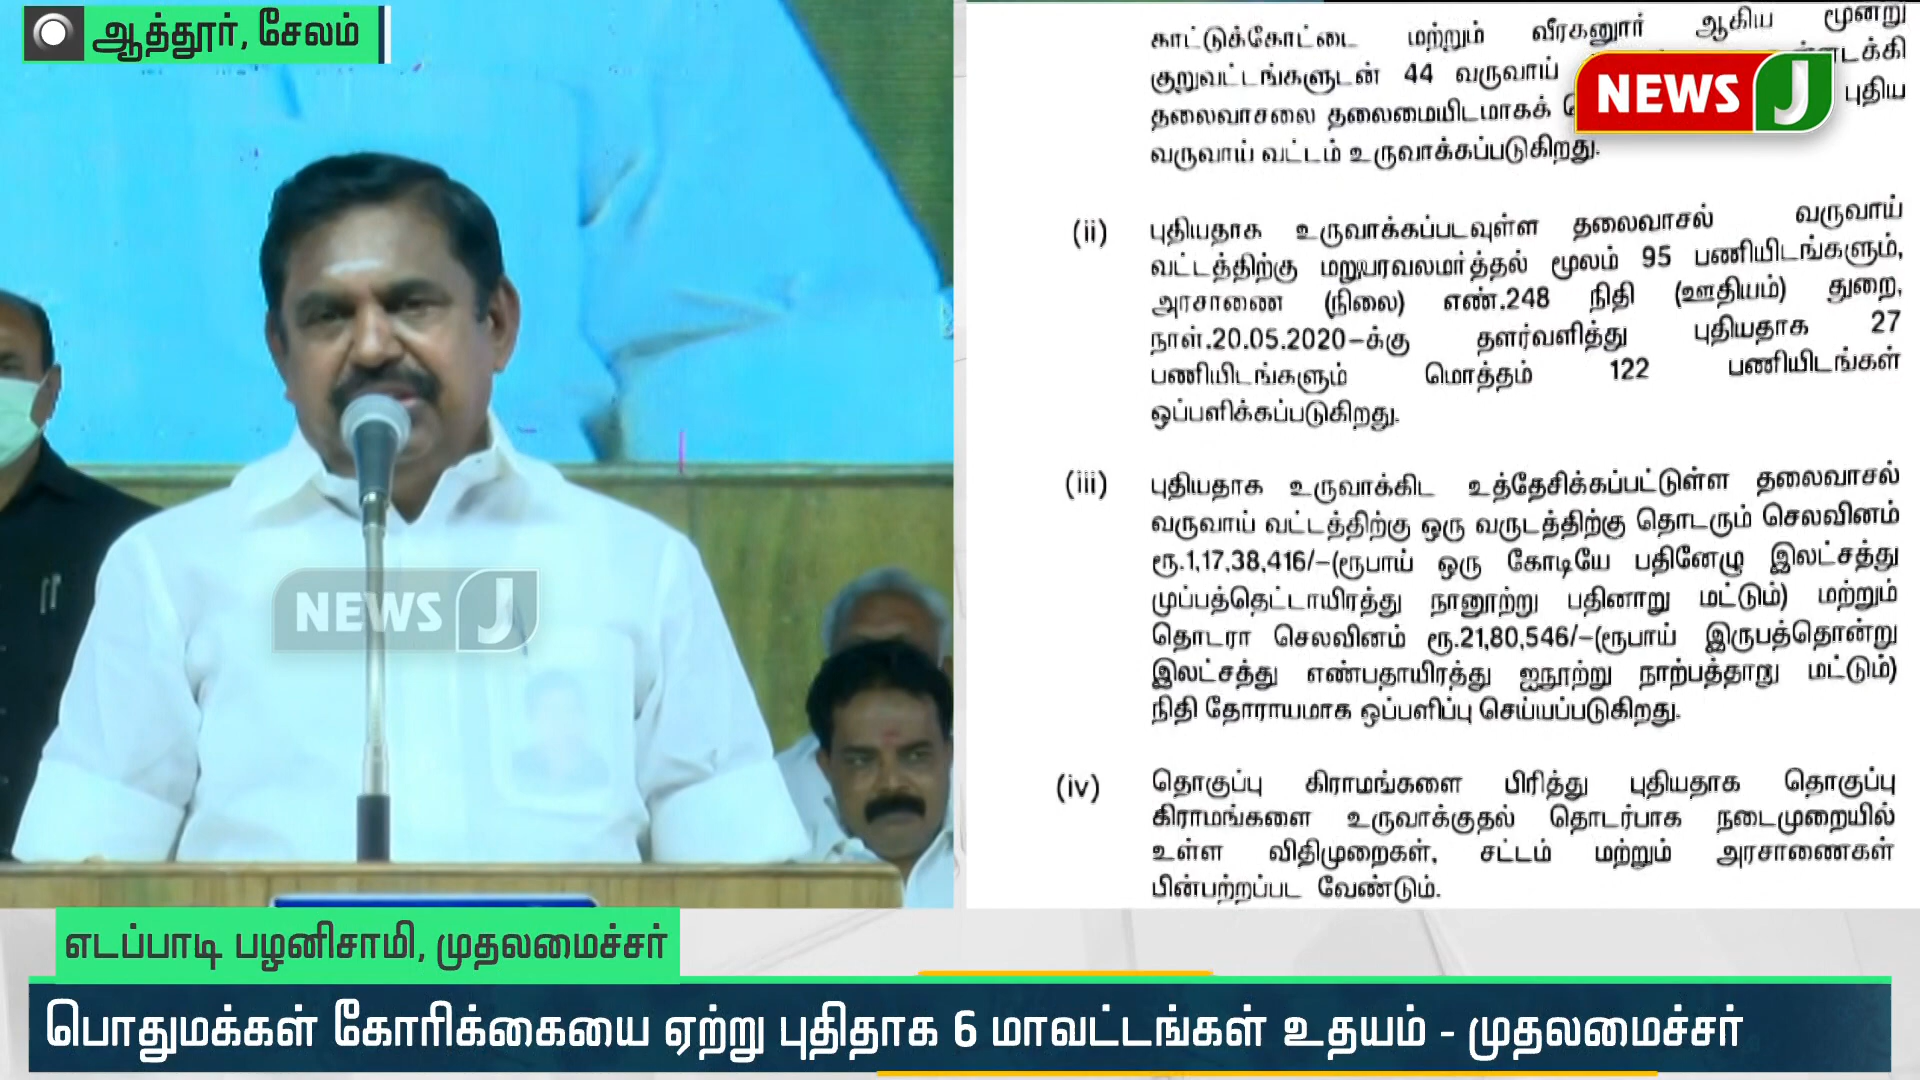 ஆத்தூர், சேலம்
NEWS J
காட்டுக்கோட்டை மற்றும் வீரகனூர் ஆகிய மூன்று
குறுவட்டங்களுடன் 44 வருவாய்
தலைவாசலை தலைமையிடமாகக் புதிய
வருவாய் வட்டம் உருவாக்கப்படுகிறது.
(ii) புதியதாக உருவாக்கப்படவுள்ள தலைவாசல் வருவாய்
வட்டத்திற்கு மறுபரவலமர்த்தல் மூலம் 95 பணியிடங்களும்,
அரசாணை (நிலை) எண்.248 நிதி (ஊதியம்) துறை,
நாள்.20.05.2020-க்கு தளர்வளித்து புதியதாக 27
பணியிடங்களும் மொத்தம் 122 பணியிடங்கள்
ஒப்பளிக்கப்படுகிறது.
(iii) புதியதாக உருவாக்கிட உத்தேசிக்கப்பட்டுள்ள தலைவாசல்
வருவாய் வட்டத்திற்கு ஒரு வருடத்திற்கு தொடரும் செலவினம்
ரூ.1,17,38,416/-(ரூபாய் ஒரு கோடியே பதினேழு இலட்சத்து
முப்பத்தெட்டாயிரத்து நானூற்று பதினாறு மட்டும்) மற்றும்
தொடரா செலவினம் ரூ.21,80,546/-(ரூபாய் இருபத்தொன்று
இலட்சத்து எண்பதாயிரத்து ஐநூற்று நாற்பத்தாறு மட்டும்)
நிதி தோராயமாக ஒப்பளிப்பு செய்யப்படுகிறது.
(iv) தொகுப்பு கிராமங்களை பிரித்து புதியதாக தொகுப்பு
கிராமங்களை உருவாக்குதல் தொடர்பாக நடைமுறையில்
உள்ள விதிமுறைகள், சட்டம் மற்றும் அரசாணைகள்
பின்பற்றப்பட வேண்டும்.
NEWS J
எடப்பாடி பழனிசாமி, முதலமைச்சர்
பொதுமக்கள் கோரிக்கையை ஏற்று புதிதாக 6 மாவட்டங்கள் உதயம் - முதலமைச்சர்